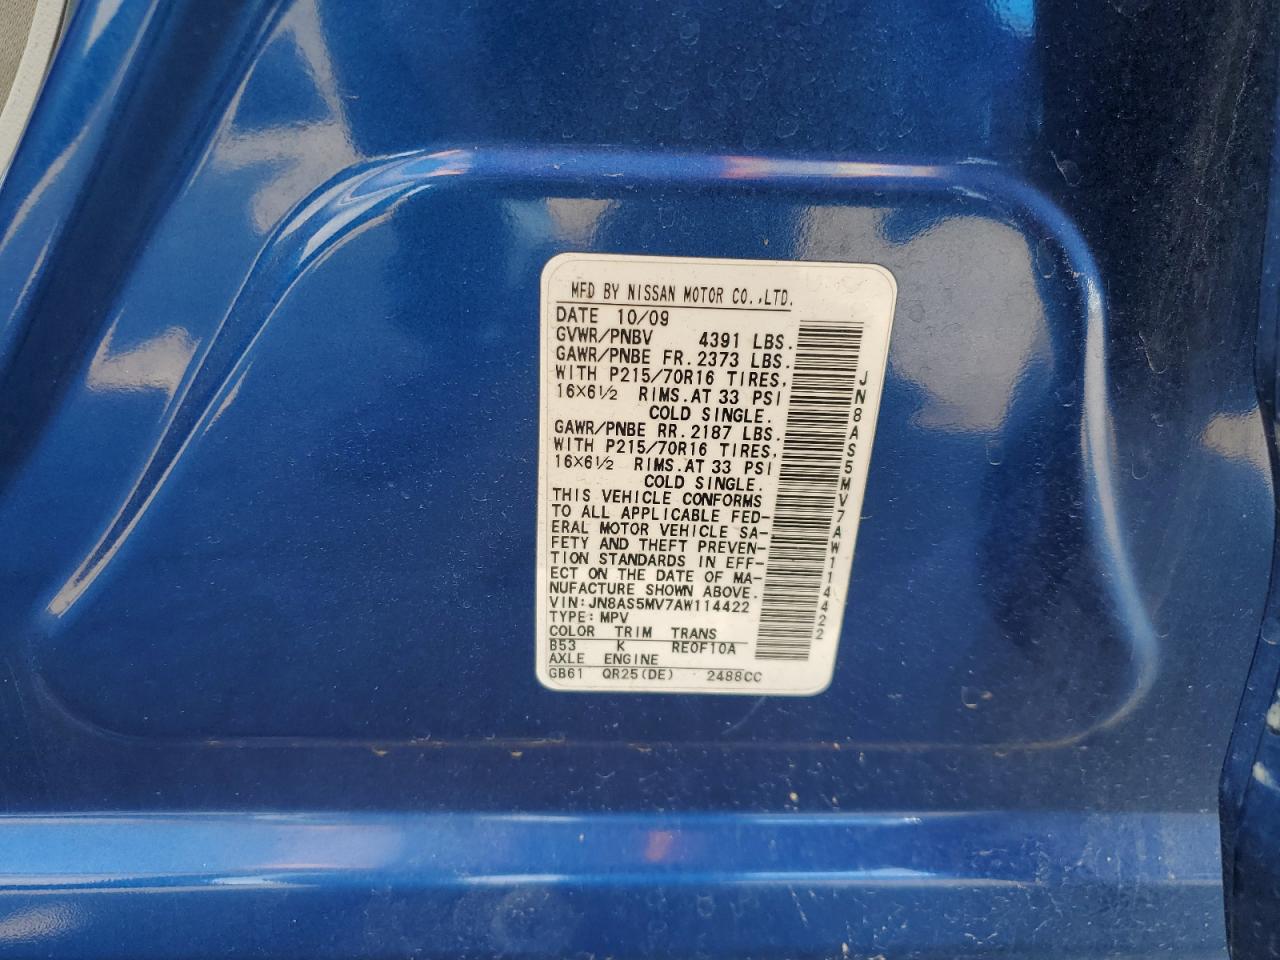 MFD BY NISSAN MOTOR CO.,LTD.
DATE 10/09
GVWR/PNBV 4391 LBS.
GAWR/PNBE FR. 2373 LBS.
WITH P215/70R16 TIRES,
16X6½ RIMS. AT 33 PSI
COLD SINGLE.
GAWR/PNBE RR. 2187 LBS.
WITH P215/70R16 TIRES,
16X6½ RIMS. AT 33 PSI
COLD SINGLE.
THIS VEHICLE CONFORMS
TO ALL APPLICABLE FED-
ERAL MOTOR VEHICLE SA-
FETY AND THEFT PREVEN-
TION STANDARDS IN EFF-
ECT ON THE DATE OF MA-
NUFACTURE SHOWN ABOVE.
VIN: JN8AS5MV7AW114422
TYPE: MPV
COLOR TRIM TRANS
B53 K RE0F10A
AXLE ENGINE
GB61 QR25(DE) 2488CC
JN8AS5MV7AW114422